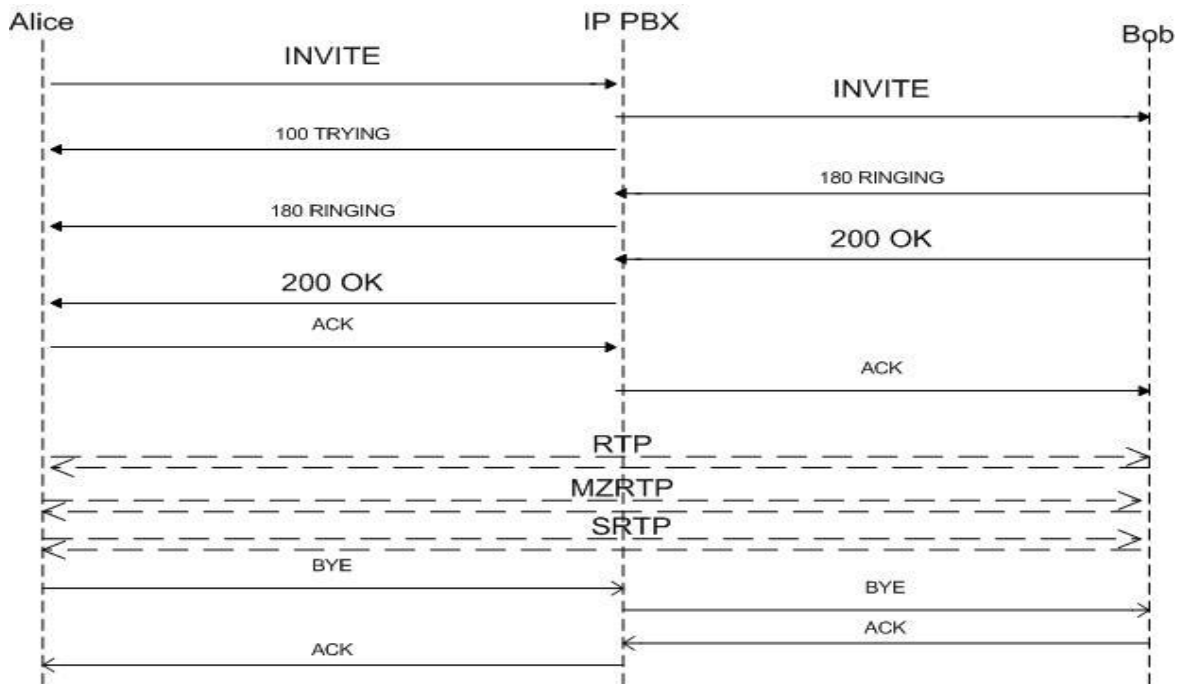 Alice
IP PBX
Bob
INVITE
INVITE
100 TRYING
180 RINGING
180 RINGING
200 OK
200 OK
ACK
ACK
RTP
MZRTP
SRTP
BYE
BYE
ACK
ACK